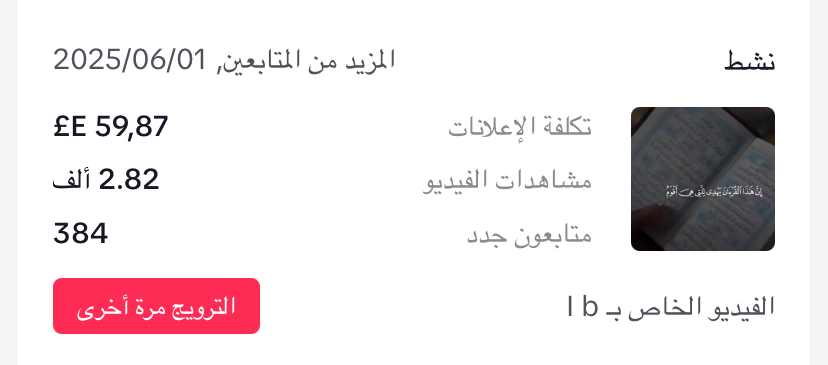 نشط
المزيد من المتابعين, 2025/06/01
إِنَّ هَٰذَا الْقُرْآنَ يَهْدِي لِلَّتِي هِيَ أَقْوَمُ
تكلفة الإعلانات
£E 59,87
مشاهدات الفيديو
2.82 ألف
متابعون جدد
384
الفيديو الخاص بـ l b
الترويج مرة أخرى